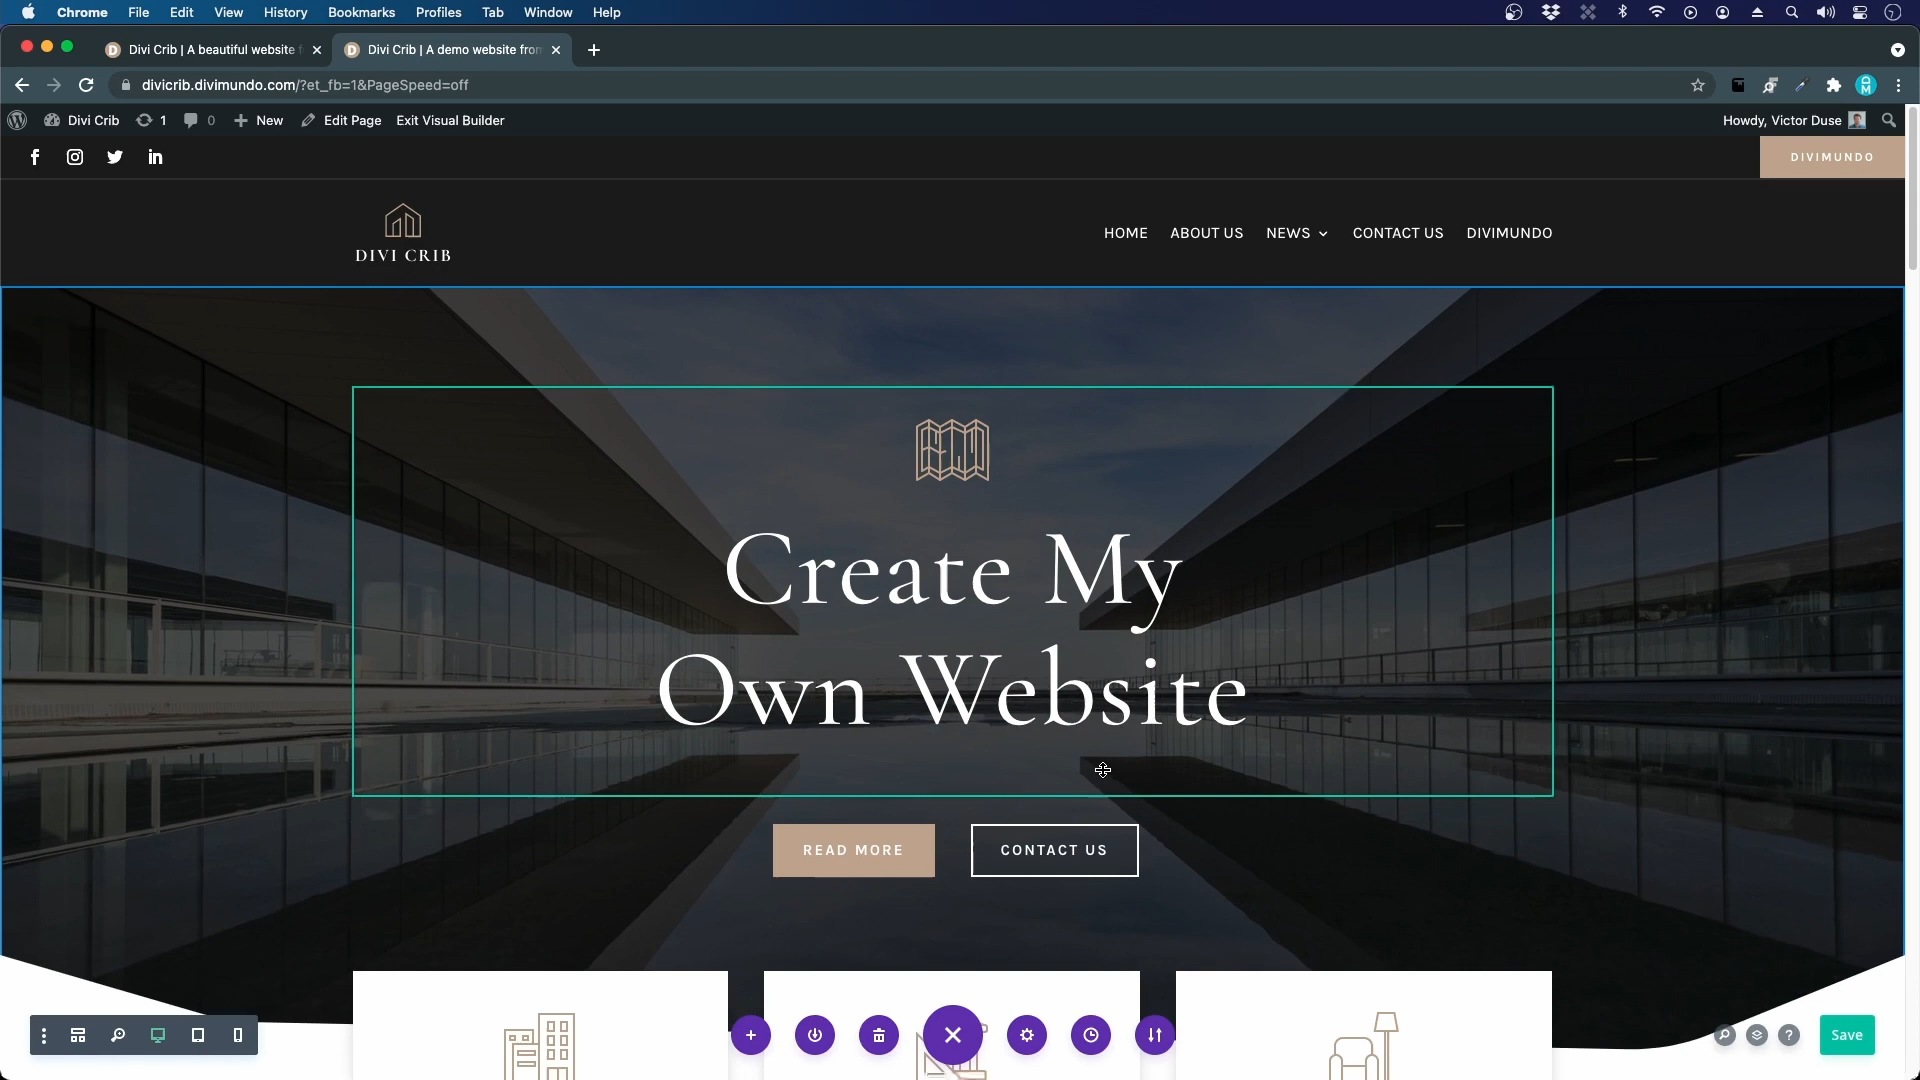 Chrome File Edit View History Bookmarks Profiles Tab Window Help
Divi Crib | A beautiful website
Divi Crib | A demo website from
divicrib.divimundo.com/?et_fb=1&PageSpeed=off
Divi Crib 1 0 New Edit Page Exit Visual Builder Howdy, Victor Duse
DIVIMUNDO
DIVI CRIB
HOME ABOUT US NEWS CONTACT US DIVIMUNDO
Create My
Own Website
READ MORE CONTACT US
Save